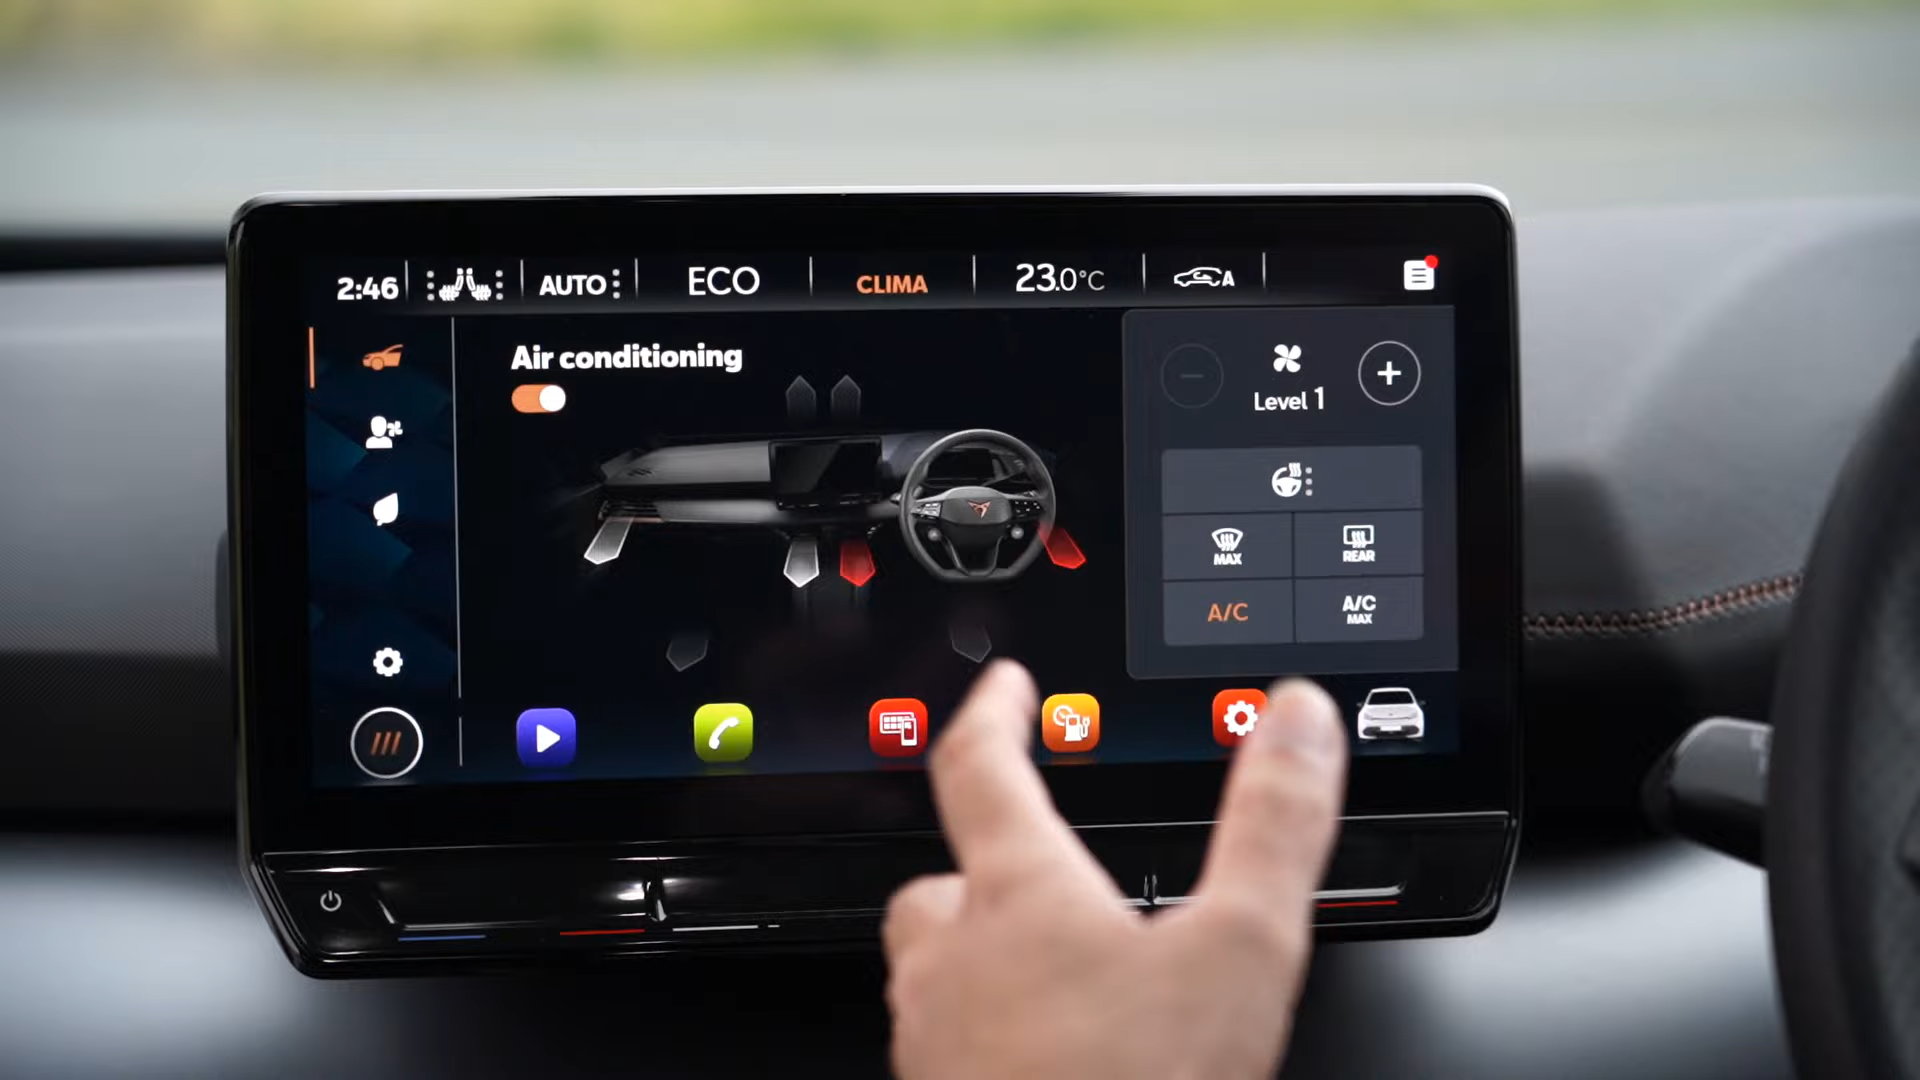 2:46 AUTO ECO CLIMA 23.0°C A
Air conditioning
Level 1
MAX REAR
A/C A/C MAX